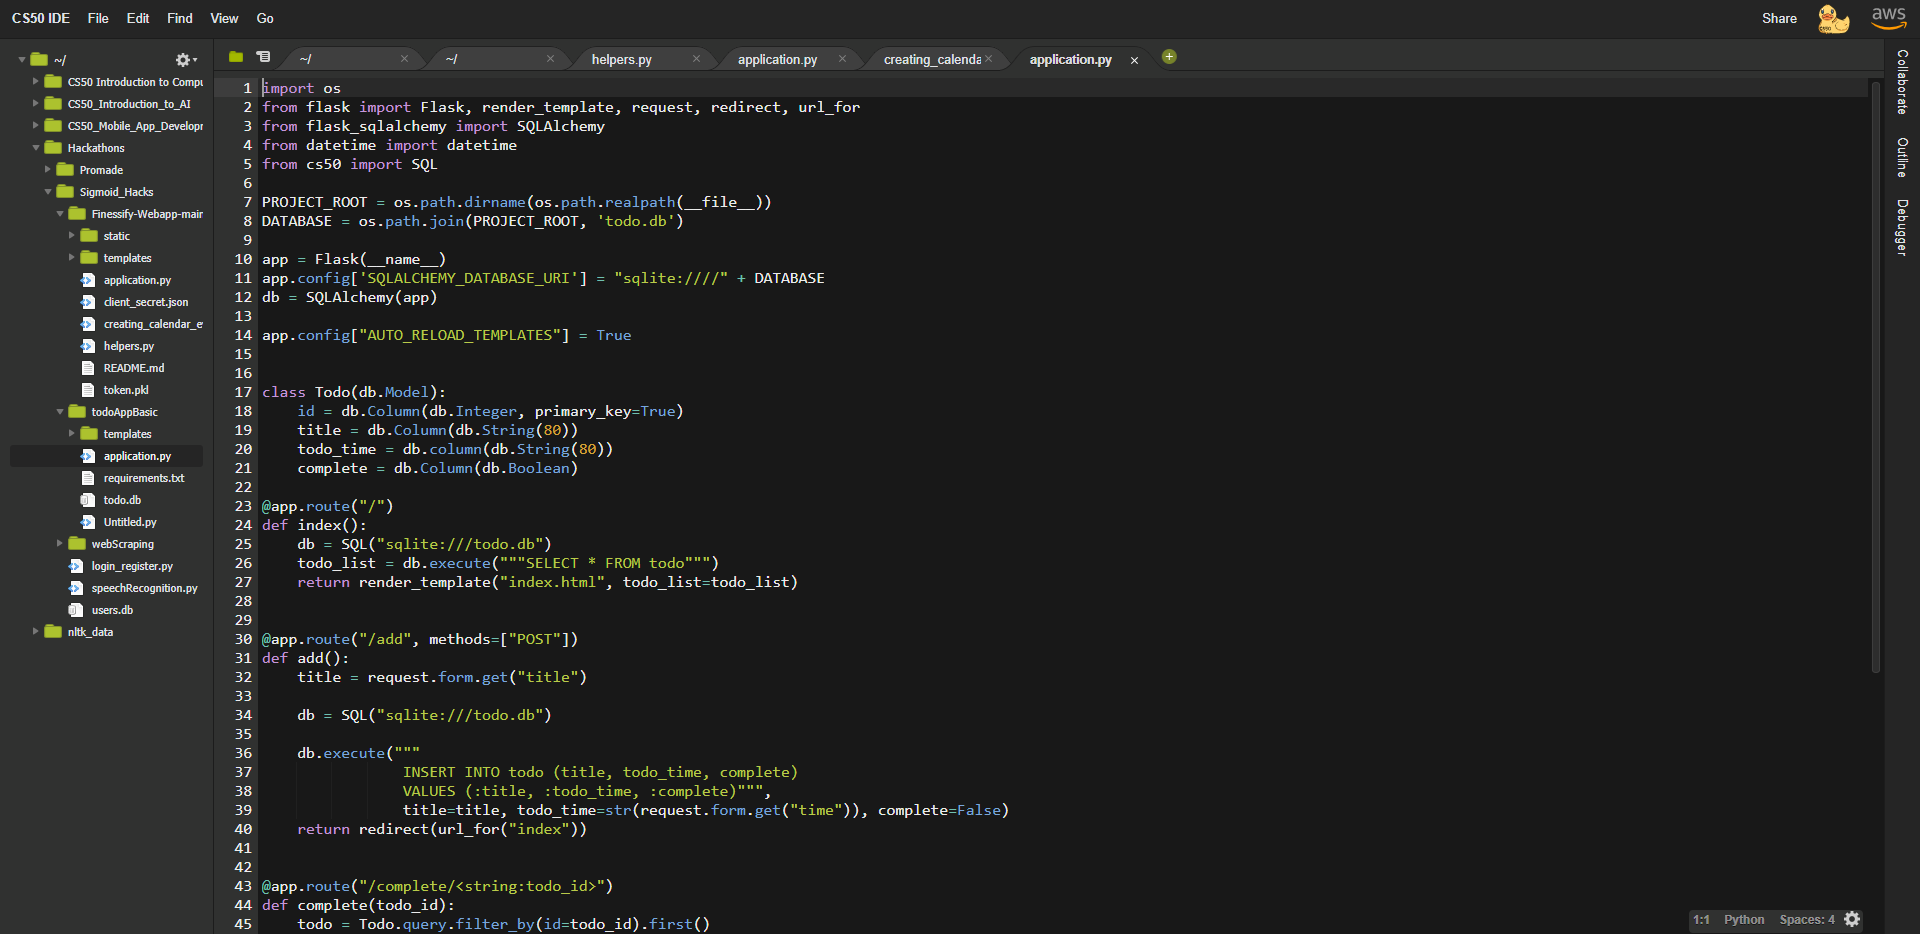 CS50 IDE File Edit Find View Go Share aws
~/
CS50 Introduction to Compu
CS50_Introduction_to_AI
CS50_Mobile_App_Developr
Hackathons
Promade
Sigmoid_Hacks
Finessify-Webapp-mair
static
templates
application.py
client_secret.json
creating_calendar_e
helpers.py
README.md
token.pkl
todoAppBasic
templates
application.py
requirements.txt
todo.db
Untitled.py
webScraping
login_register.py
speechRecognition.py
users.db
nltk_data
~/ ~/ helpers.py application.py creating_calenda application.py
1 import os
2 from flask import Flask, render_template, request, redirect, url_for
3 from flask_sqlalchemy import SQLAlchemy
4 from datetime import datetime
5 from cs50 import SQL
6
7 PROJECT_ROOT = os.path.dirname(os.path.realpath(__file__))
8 DATABASE = os.path.join(PROJECT_ROOT, 'todo.db')
9
10 app = Flask(__name__)
11 app.config['SQLALCHEMY_DATABASE_URI'] = "sqlite:////" + DATABASE
12 db = SQLAlchemy(app)
13
14 app.config["AUTO_RELOAD_TEMPLATES"] = True
15
16
17 class Todo(db.Model):
18     id = db.Column(db.Integer, primary_key=True)
19     title = db.Column(db.String(80))
20     todo_time = db.column(db.String(80))
21     complete = db.Column(db.Boolean)
22
23 @app.route("/")
24 def index():
25     db = SQL("sqlite:///todo.db")
26     todo_list = db.execute("""SELECT * FROM todo""")
27     return render_template("index.html", todo_list=todo_list)
28
29
30 @app.route("/add", methods=["POST"])
31 def add():
32     title = request.form.get("title")
33
34     db = SQL("sqlite:///todo.db")
35
36     db.execute("""
37                 INSERT INTO todo (title, todo_time, complete)
38                 VALUES (:title, :todo_time, :complete)""",
39                 title=title, todo_time=str(request.form.get("time")), complete=False)
40     return redirect(url_for("index"))
41
42
43 @app.route("/complete/<string:todo_id>")
44 def complete(todo_id):
45     todo = Todo.query.filter_by(id=todo_id).first()
Collaborate
Outline
Debugger
1:1 Python Spaces: 4